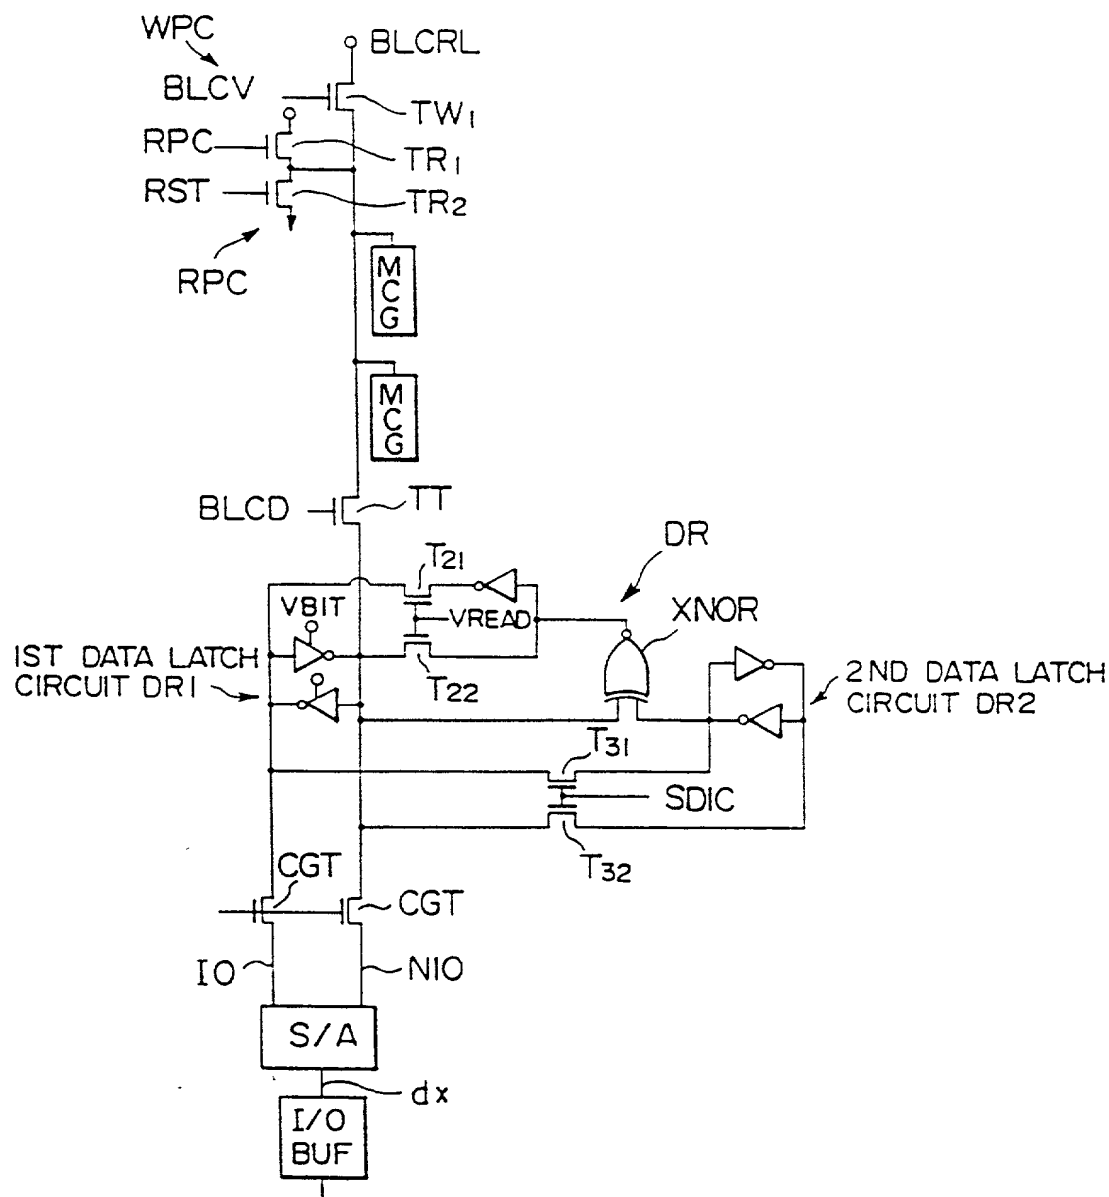 WPC
BLCRL
BLCV
TW1
RPC
TR1
RST
TR2
RPC
MCG
MCG
BLCD
TT
DR
T21
VBIT
VREAD
XNOR
1ST DATA LATCH
CIRCUIT DR1
T22
2ND DATA LATCH
CIRCUIT DR2
T31
SDIC
T32
CGT
CGT
IO
NIO
S/A
dx
I/O
BUF